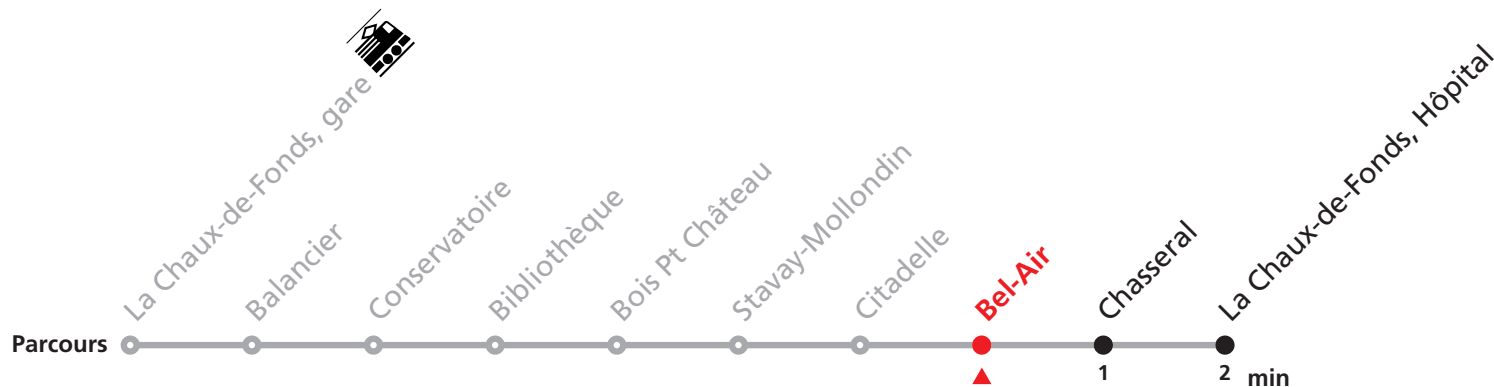 La Chaux-de-Fonds, gare
Balancier
Conservatoire
Bibliothèque
Bois Pt Château
Stavay-Mollondin
Citadelle
Bel-Air
Chasseral
La Chaux-de-Fonds, Hôpital
Parcours
1
2
min